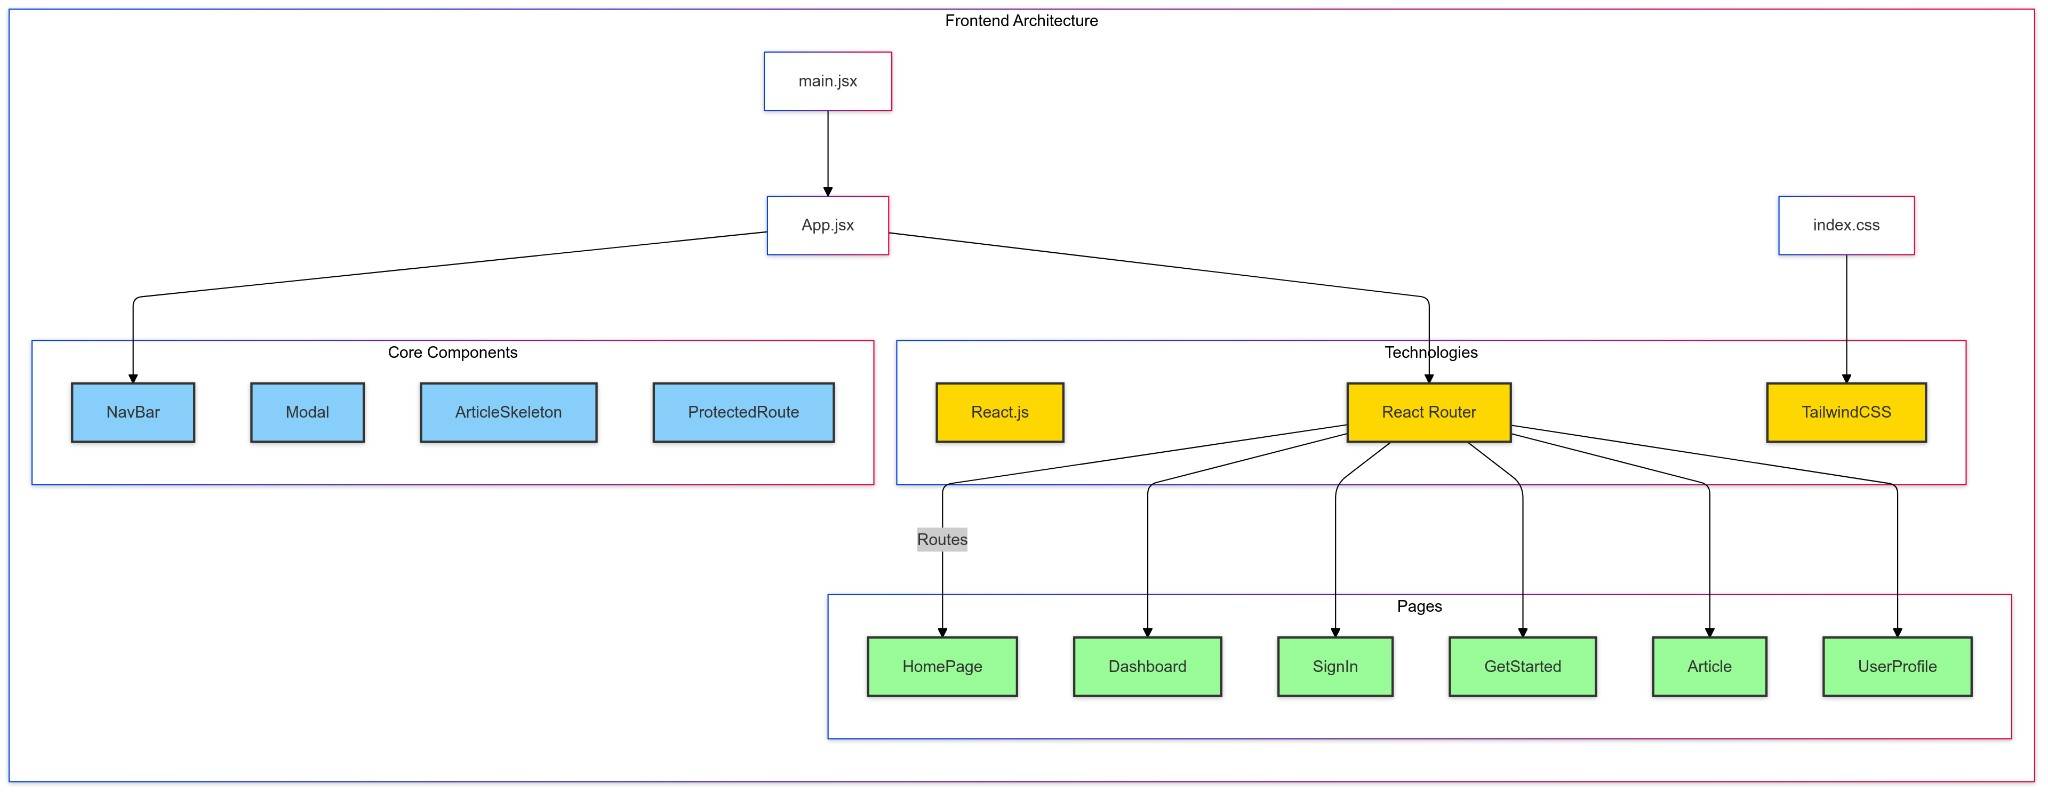 Frontend Architecture
main.jsx
App.jsx
index.css
Core Components
Technologies
NavBar
Modal
ArticleSkeleton
ProtectedRoute
React.js
React Router
TailwindCSS
Routes
Pages
HomePage
Dashboard
SignIn
GetStarted
Article
UserProfile